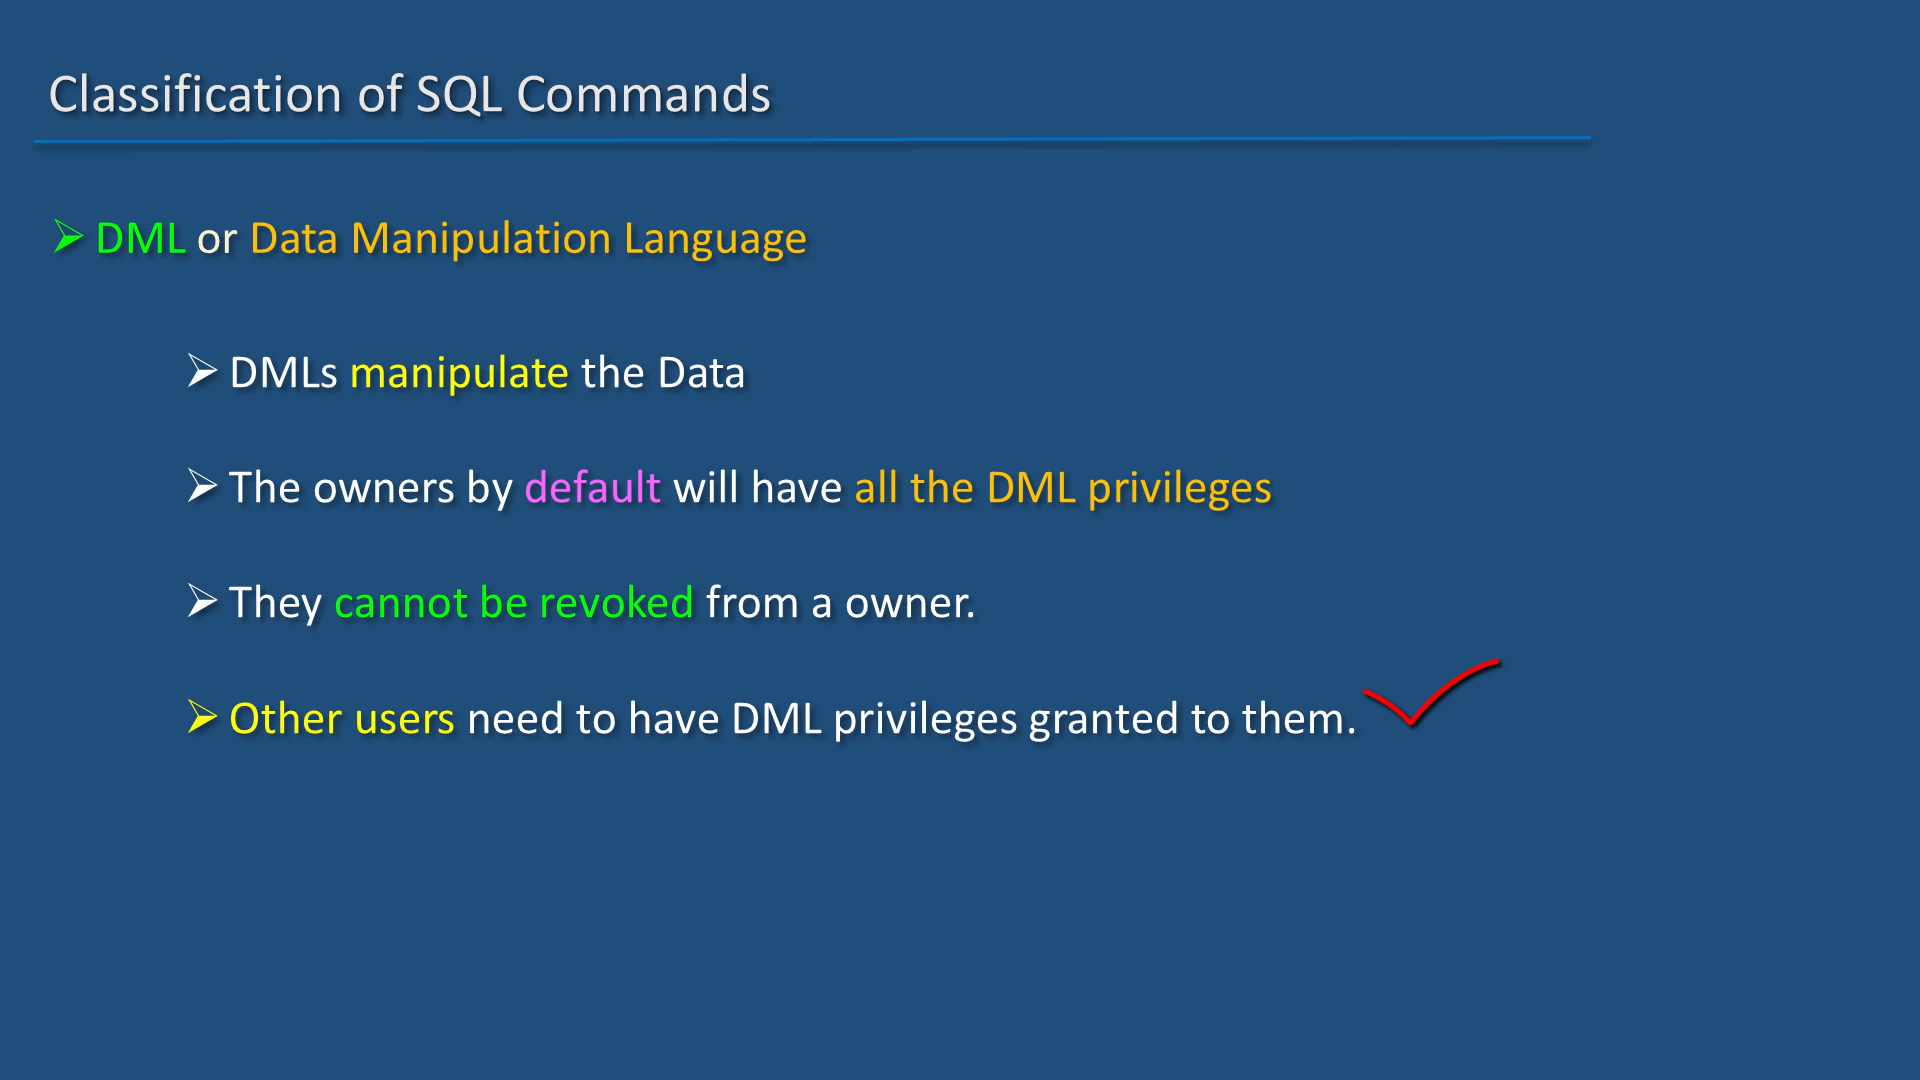 Classification of SQL Commands
DML or Data Manipulation Language
DMLs manipulate the Data
The owners by default will have all the DML privileges
They cannot be revoked from a owner.
Other users need to have DML privileges granted to them.